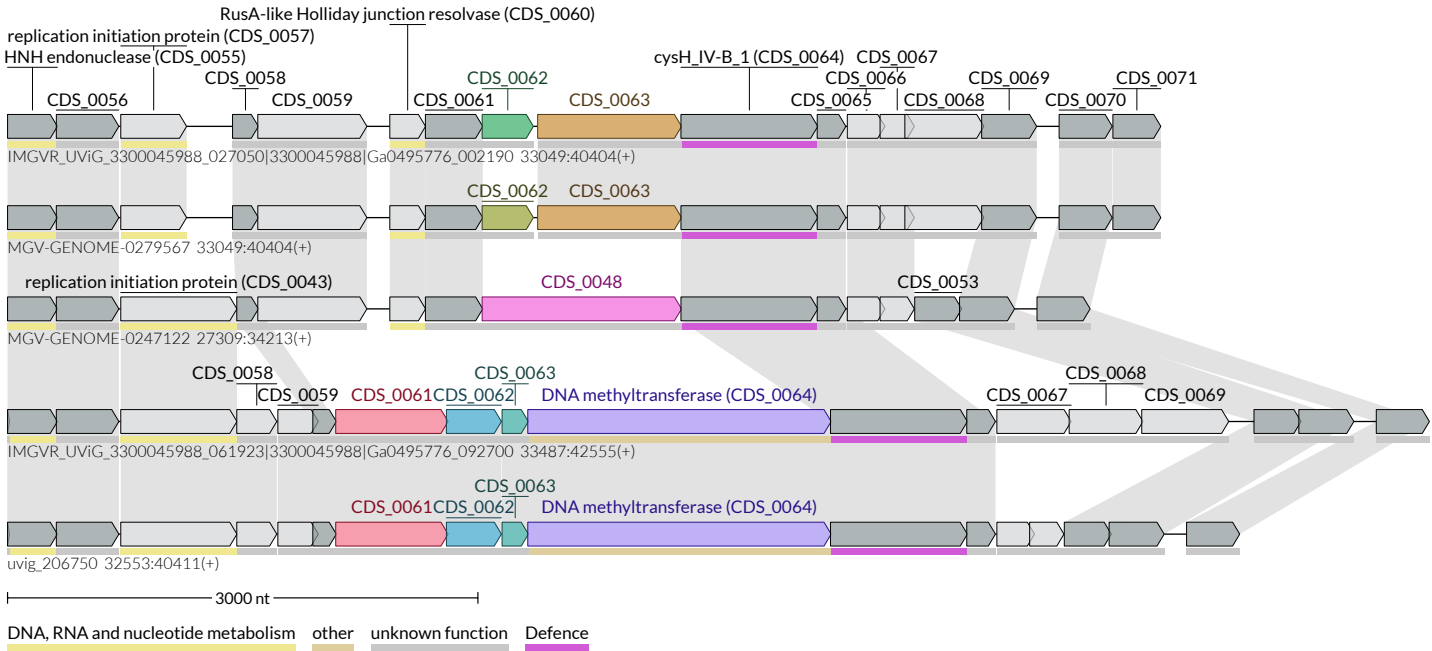 RusA-like Holliday junction resolvase (CDS_0060)
replication initiation protein (CDS_0057)
HNH endonuclease (CDS_0055) cysH_IV-B_1 (CDS_0064) CDS_0067
CDS_0058 CDS_0062 CDS_0066 CDS_0069 CDS_0071
CDS_0056 CDS_0059 CDS_0061 CDS_0063 CDS_0065 CDS_0068 CDS_0070
IMGVR_UViG_3300045988_027050|3300045988|Ga0495776_002190 33049:40404(+)
CDS_0062 CDS_0063
MGV-GENOME-0279567 33049:40404(+)
replication initiation protein (CDS_0043) CDS_0048 CDS_0053
MGV-GENOME-0247122 27309:34213(+)
CDS_0058 CDS_0063 CDS_0068
CDS_0059 CDS_0061 CDS_0062 DNA methyltransferase (CDS_0064) CDS_0067 CDS_0069
IMGVR_UViG_3300045988_061923|3300045988|Ga0495776_092700 33487:42555(+)
CDS_0063
CDS_0061 CDS_0062 DNA methyltransferase (CDS_0064)
uvig_206750 32553:40411(+)
3000 nt
DNA, RNA and nucleotide metabolism other unknown function Defence